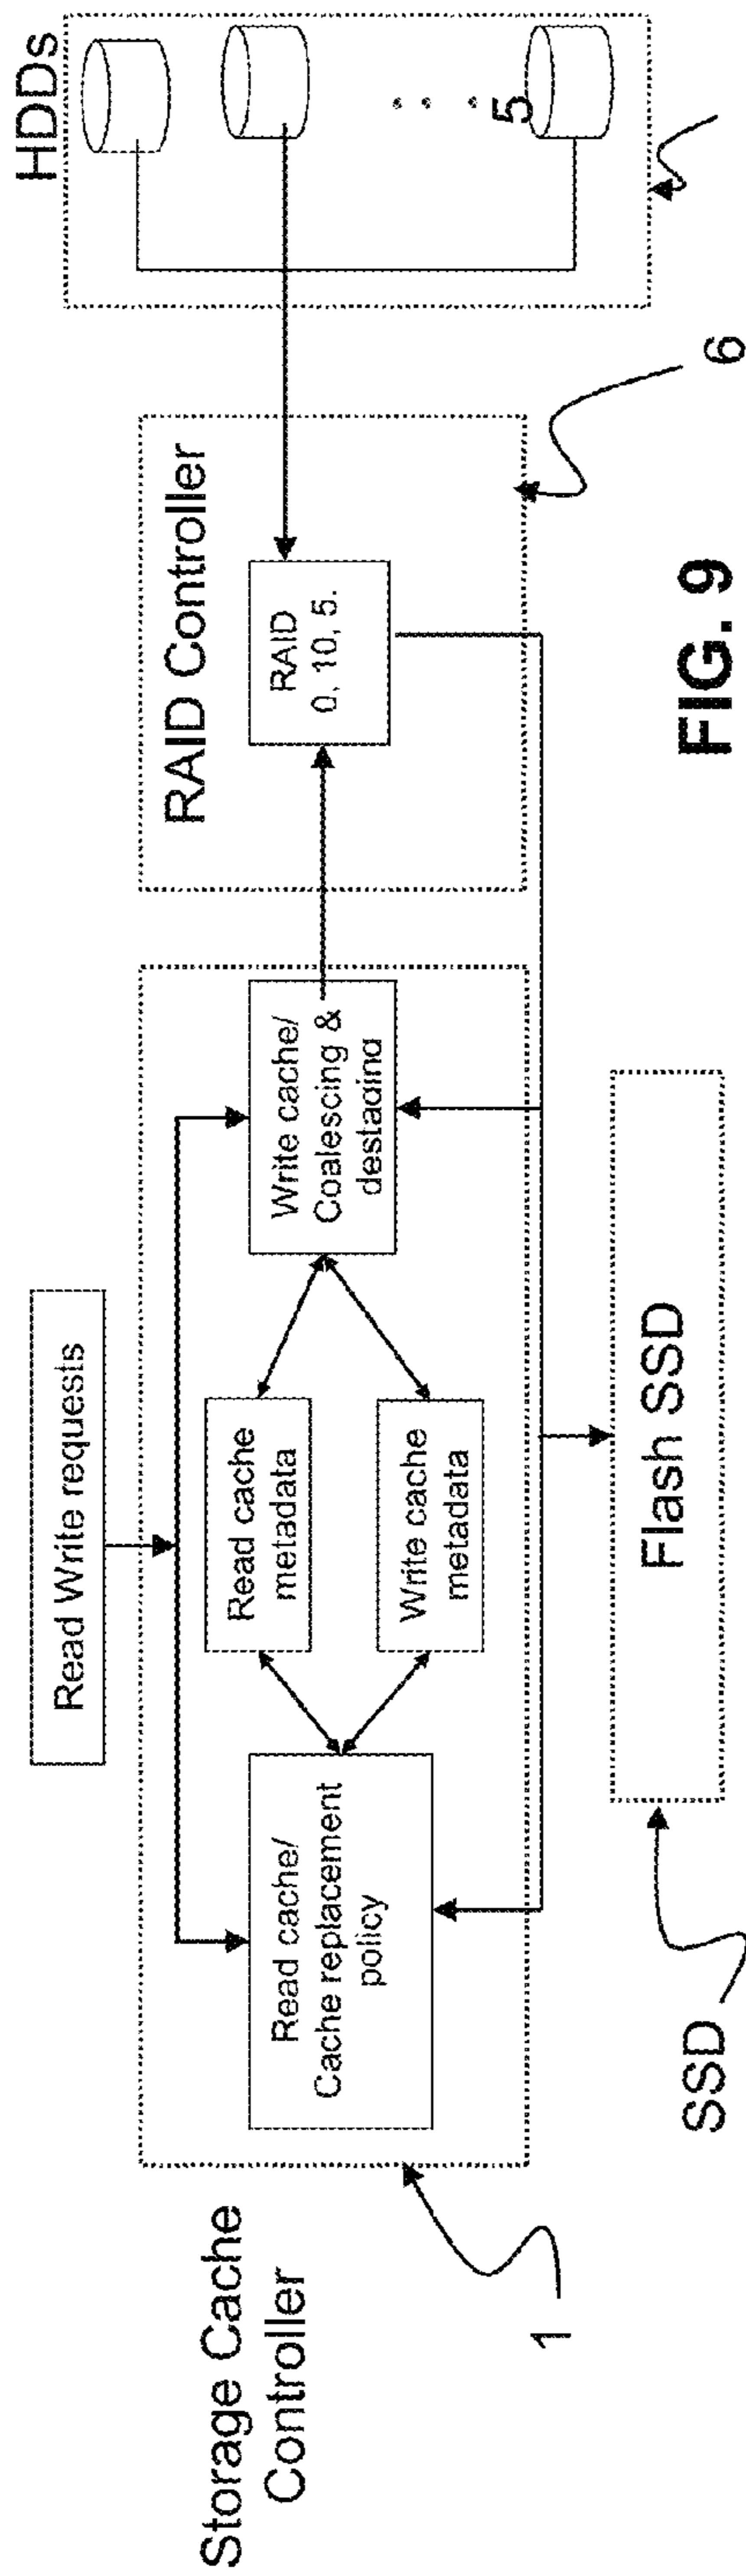 Read Write requests
Storage Cache
Controller
Read cache/
Cache replacement
policy
Read cache
metadata
Write cache
metadata
Write cache/
Coalescing &
destaging
RAID Controller
RAID
0, 10, 5.
HDDs
5
6
1
SSD
Flash SSD
FIG. 9